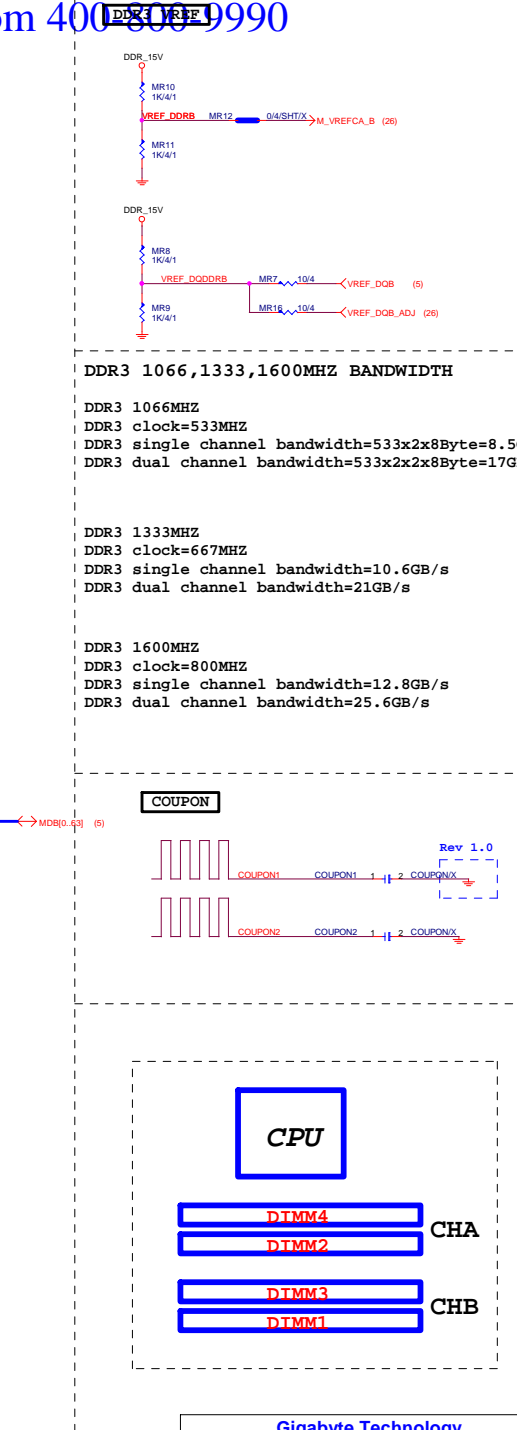 om 400-800-9990
DDR3 VREF
DDR_15V
MR10
1K/4/1
VREF_DDRB MR12 0/4/SHT/X M_VREFCA_B (26)
MR11
1K/4/1
DDR_15V
MR8
1K/4/1
VREF_DQDDRB MR7 10/4 VREF_DQB (5)
MR9
1K/4/1
MR16 10/4 VREF_DQB_ADJ (26)
DDR3 1066,1333,1600MHZ BANDWIDTH
DDR3 1066MHZ
DDR3 clock=533MHZ
DDR3 single channel bandwidth=533x2x8Byte=8.5
DDR3 dual channel bandwidth=533x2x2x8Byte=17G
DDR3 1333MHZ
DDR3 clock=667MHZ
DDR3 single channel bandwidth=10.6GB/s
DDR3 dual channel bandwidth=21GB/s
DDR3 1600MHZ
DDR3 clock=800MHZ
DDR3 single channel bandwidth=12.8GB/s
DDR3 dual channel bandwidth=25.6GB/s
COUPON
MDB[0..63] (5)
Rev 1.0
COUPON1 COUPON1 1 2 COUPON/X
COUPON2 COUPON2 1 2 COUPON/X
CPU
DIMM4
CHA
DIMM2
DIMM3
CHB
DIMM1
Gigabyte Technology